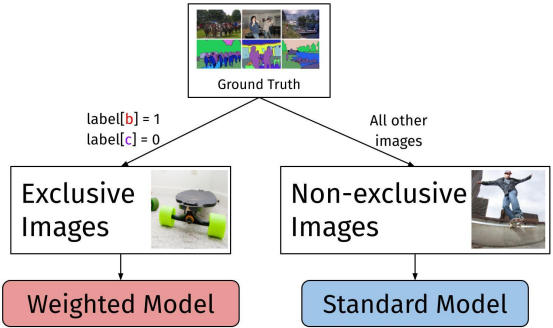 Ground Truth
label[b] = 1
label[c] = 0
All other
images
Exclusive
Images
Non-exclusive
Images
Weighted Model
Standard Model